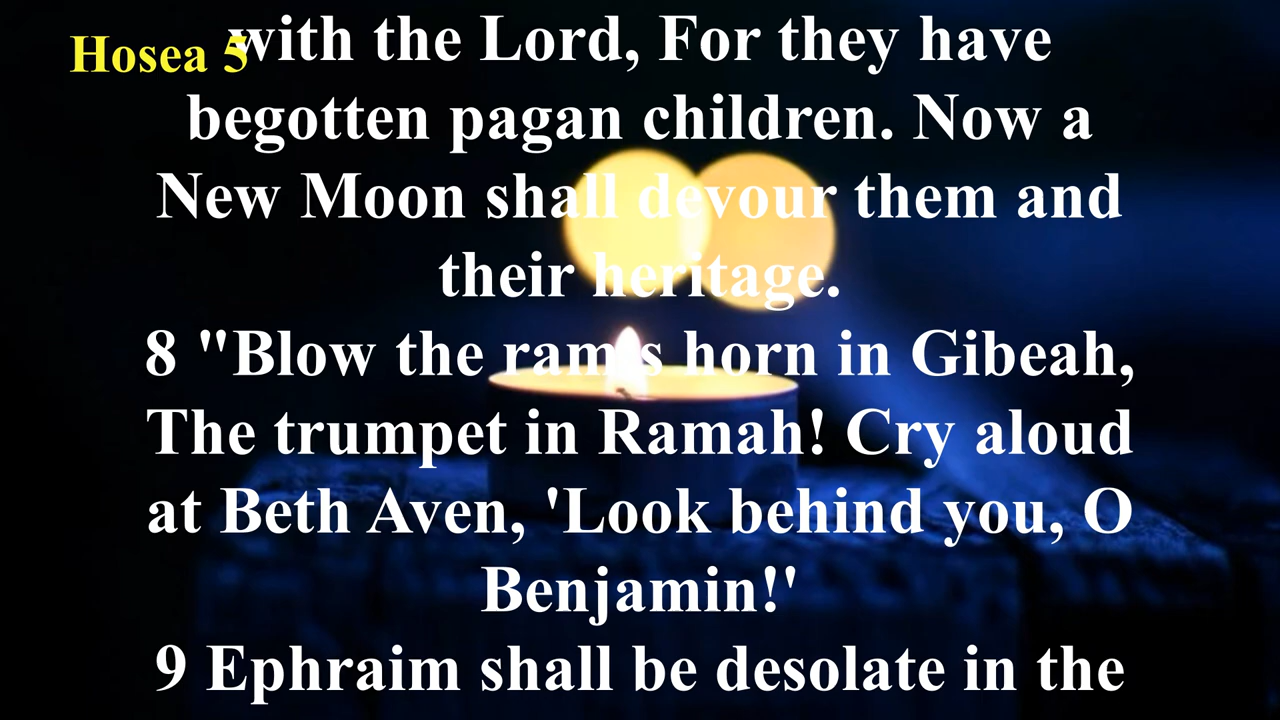 Hosea 5
with the Lord, For they have
begotten pagan children. Now a
New Moon shall devour them and
their heritage.
8 "Blow the ram's horn in Gibeah,
The trumpet in Ramah! Cry aloud
at Beth Aven, 'Look behind you, O
Benjamin!'
9 Ephraim shall be desolate in the